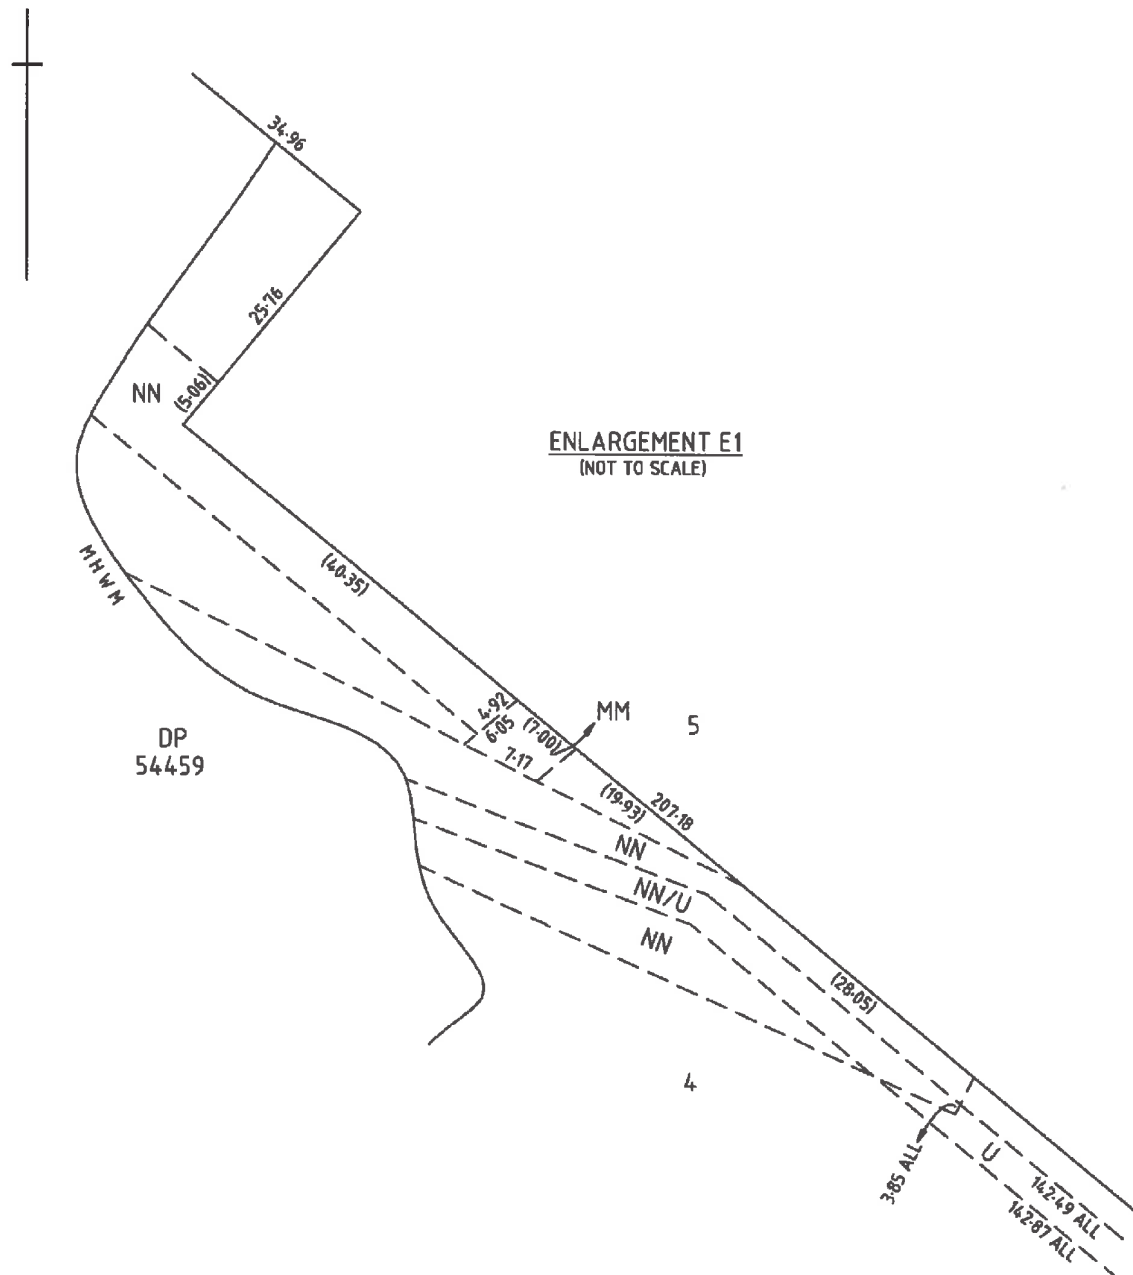 34·96
25·76
NN
(5·06)
ENLARGEMENT E1
(NOT TO SCALE)
MHWM
(40·35)
4·92
6·05
(7·00)
MM
7·17
5
DP
54459
(19·93)
207·18
NN
NN/U
NN
(28·05)
4
3·85 ALL
U
142·49 ALL
142·87 ALL